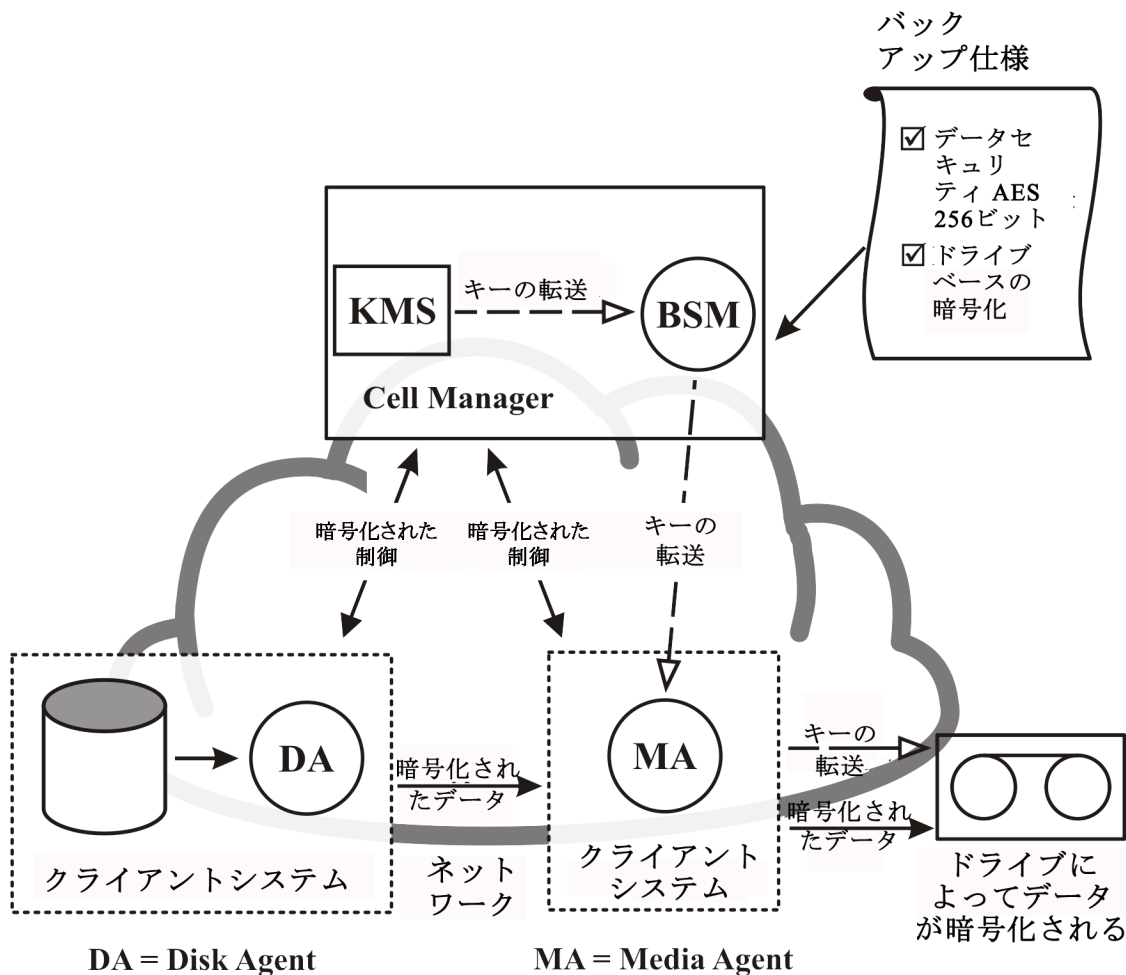 バック
アップ仕様
データセ
キュリ
ティ AES
256ビット
ドライブ
ベースの
暗号化
KMS
キーの転送
BSM
Cell Manager
暗号化された
制御
暗号化された
制御
キーの
転送
DA
暗号化され
たデータ
MA
キーの
転送
暗号化され
たデータ
クライアントシステム
ネット
ワーク
クライアント
システム
ドライブに
よってデータ
が暗号化される
DA = Disk Agent
MA = Media Agent